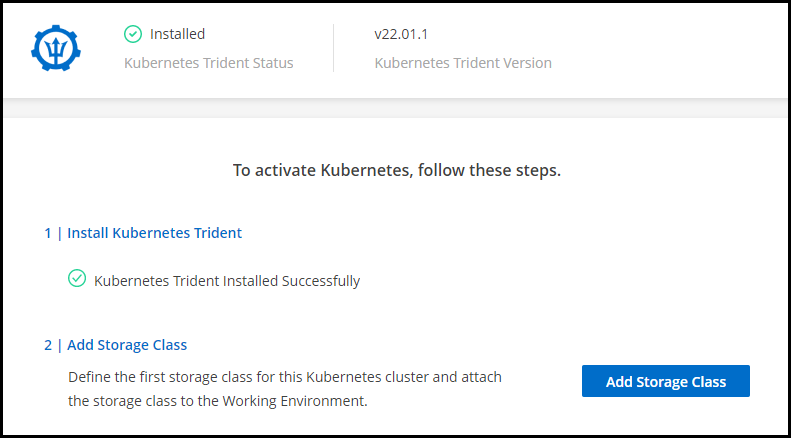 Installed
Kubernetes Trident Status
v22.01.1
Kubernetes Trident Version
To activate Kubernetes, follow these steps.
1 | Install Kubernetes Trident
Kubernetes Trident Installed Successfully
2 | Add Storage Class
Define the first storage class for this Kubernetes cluster and attach
the storage class to the Working Environment.
Add Storage Class